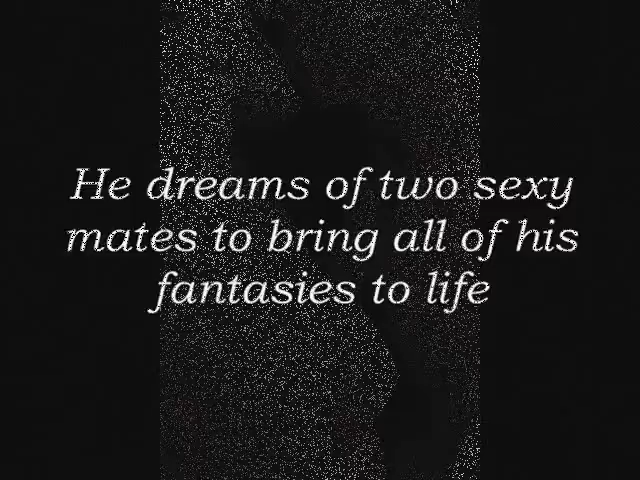 He dreams of two sexy
mates to bring all of his
fantasies to life